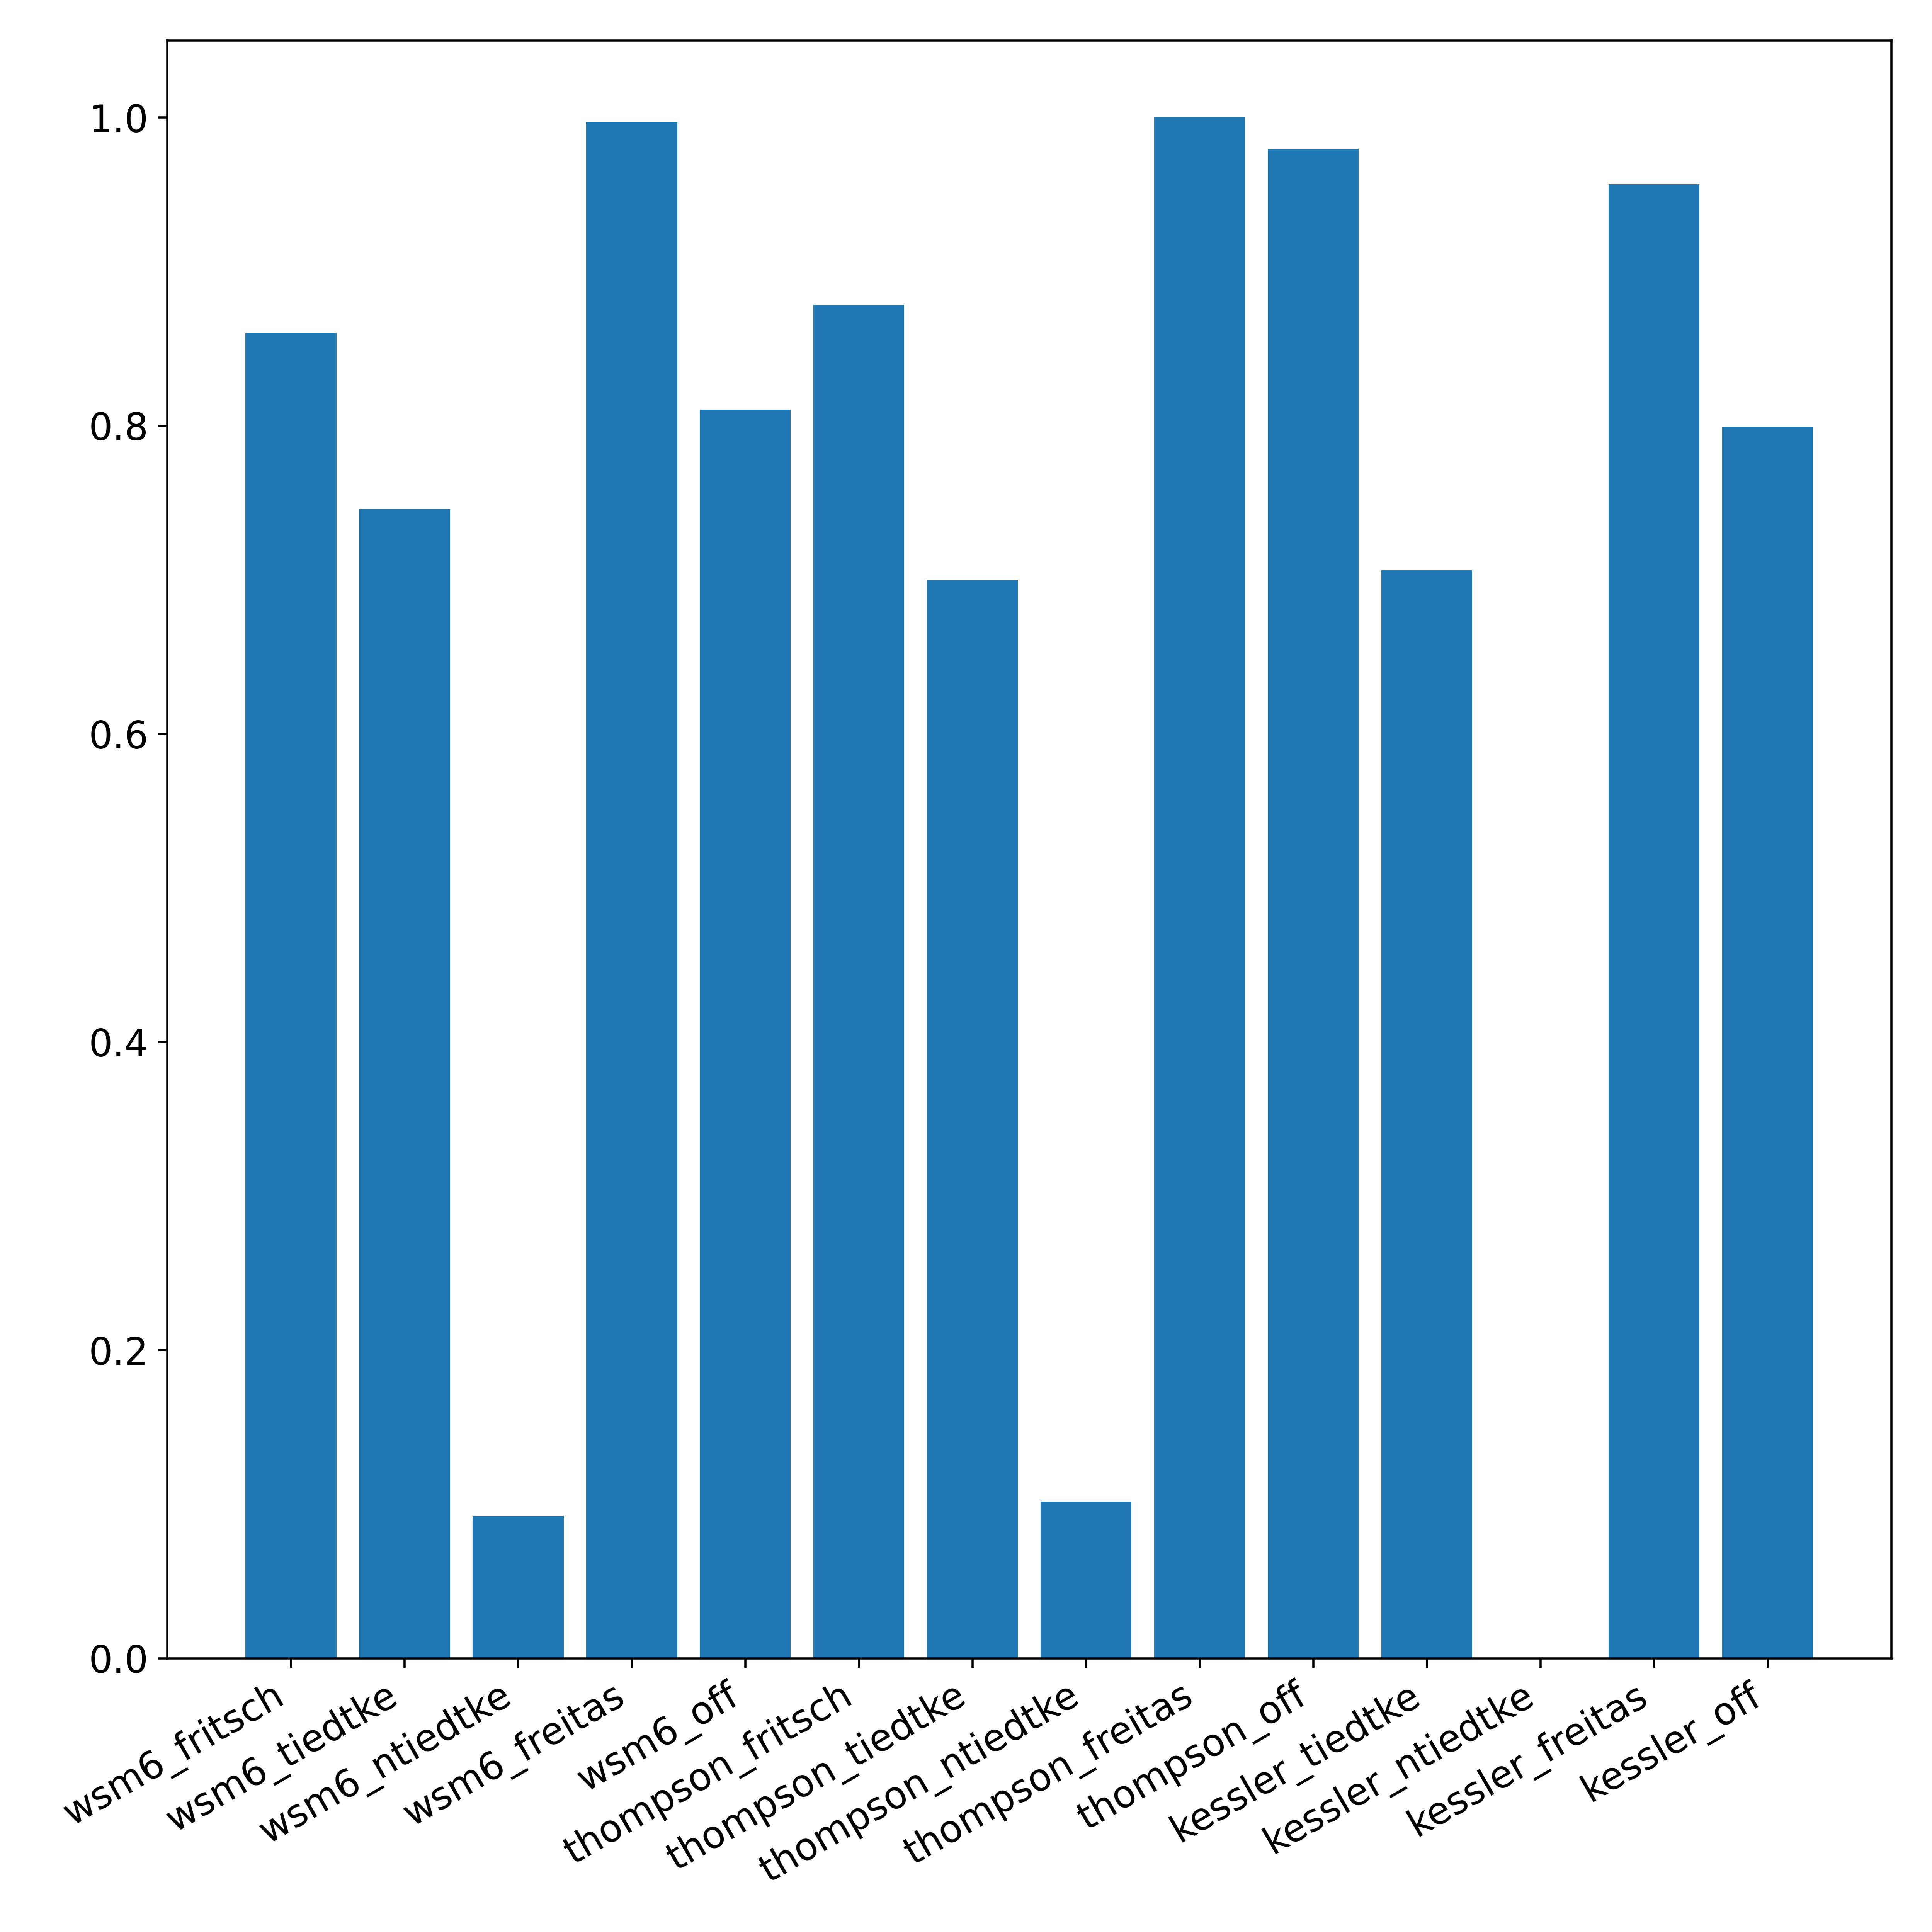 1.0
0.8
0.6
0.4
0.2
0.0
wsm6_fritsch
wsm6_tiedtke
wsm6_ntiedtke
wsm6_freitas
wsm6_off
thompson_fritsch
thompson_tiedtke
thompson_ntiedtke
thompson_freitas
thompson_off
kessler_tiedtke
kessler_ntiedtke
kessler_freitas
kessler_off